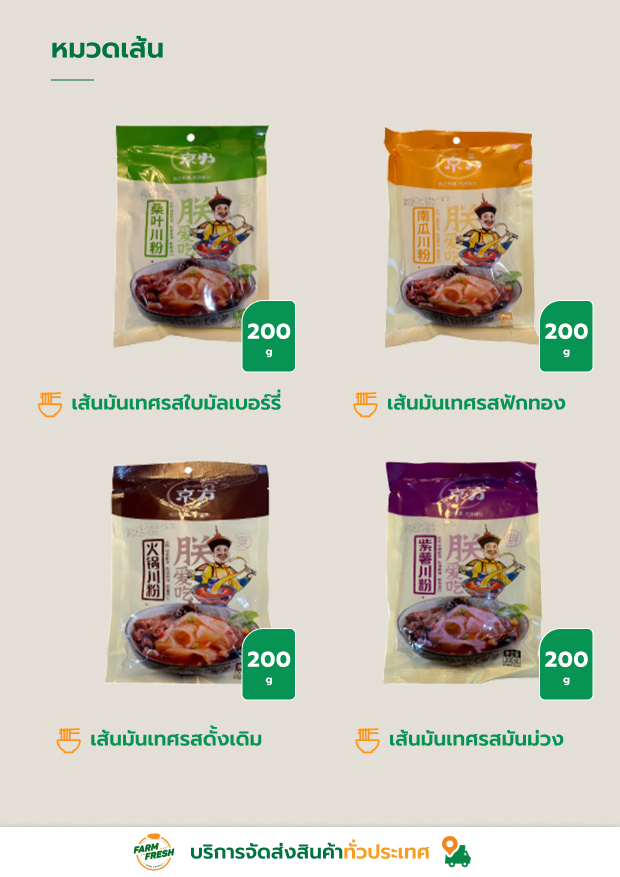 หมวดเส้น
京方
桑叶川粉
朕
爱吃
200
g
京方
南瓜川粉
朕
爱吃
200
g
เส้นมันเทศรสใบมัลเบอร์รี่
เส้นมันเทศรสฟักทอง
京方
火锅川粉
朕
爱吃
200
g
京方
紫薯川粉
朕
爱吃
200
g
เส้นมันเทศรสดั้งเดิม
เส้นมันเทศรสมันม่วง
FARM
FRESH
บริการจัดส่งสินค้าทั่วประเทศ